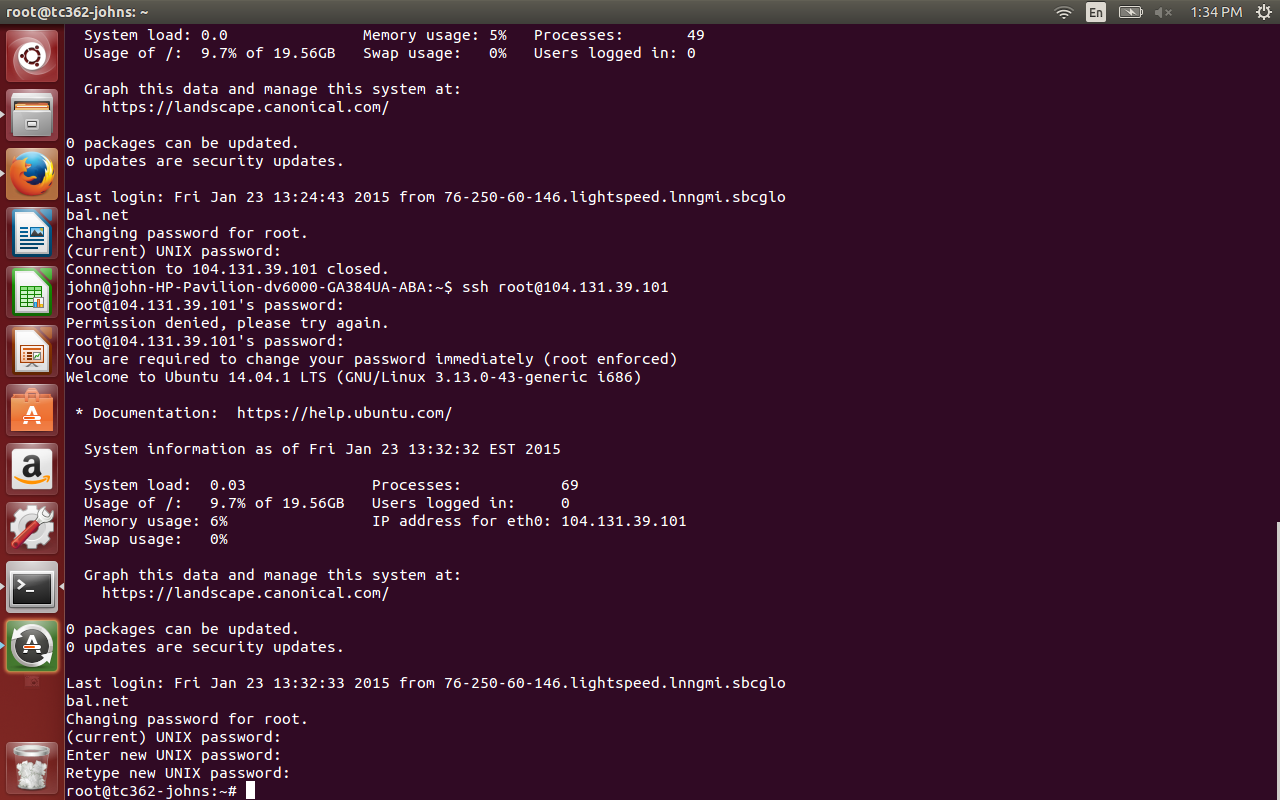 root@tc362-johns: ~
En
1:34 PM
System load: 0.0 Memory usage: 5% Processes: 49
Usage of /: 9.7% of 19.56GB Swap usage: 0% Users logged in: 0
Graph this data and manage this system at:
https://landscape.canonical.com/
0 packages can be updated.
0 updates are security updates.
Last login: Fri Jan 23 13:24:43 2015 from 76-250-60-146.lightspeed.lnngmi.sbcglo
bal.net
Changing password for root.
(current) UNIX password:
Connection to 104.131.39.101 closed.
john@john-HP-Pavilion-dv6000-GA384UA-ABA:~$ ssh root@104.131.39.101
root@104.131.39.101's password:
Permission denied, please try again.
root@104.131.39.101's password:
You are required to change your password immediately (root enforced)
Welcome to Ubuntu 14.04.1 LTS (GNU/Linux 3.13.0-43-generic i686)
* Documentation: https://help.ubuntu.com/
System information as of Fri Jan 23 13:32:32 EST 2015
System load: 0.03 Processes: 69
Usage of /: 9.7% of 19.56GB Users logged in: 0
Memory usage: 6% IP address for eth0: 104.131.39.101
Swap usage: 0%
Graph this data and manage this system at:
https://landscape.canonical.com/
0 packages can be updated.
0 updates are security updates.
Last login: Fri Jan 23 13:32:33 2015 from 76-250-60-146.lightspeed.lnngmi.sbcglo
bal.net
Changing password for root.
(current) UNIX password:
Enter new UNIX password:
Retype new UNIX password:
root@tc362-johns:~#